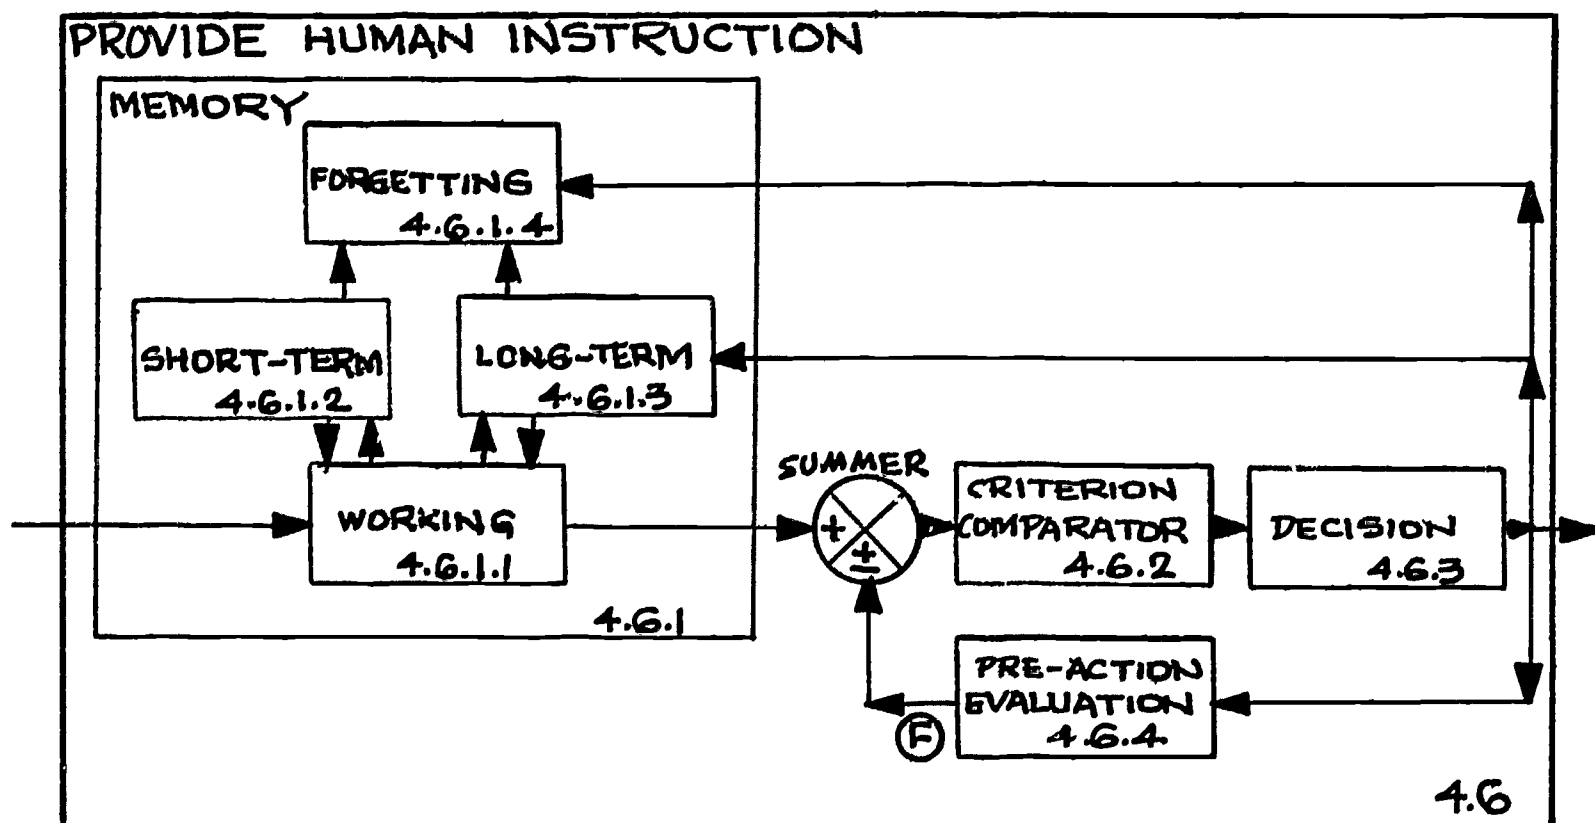 PROVIDE HUMAN INSTRUCTION
MEMORY
FORGETTING
4.6.1.4
SHORT-TERM
4.6.1.2
LONG-TERM
4.6.1.3
WORKING
4.6.1.1
4.6.1
SUMMER
+
±
CRITERION
COMPARATOR
4.6.2
DECISION
4.6.3
PRE-ACTION
EVALUATION
4.6.4
F
4.6